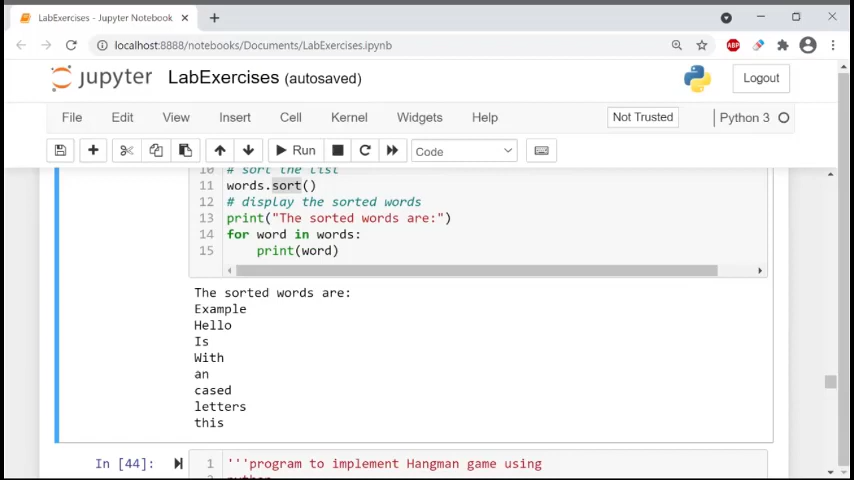 LabExercises - Jupyter Notebook
localhost:8888/notebooks/Documents/LabExercises.ipynb
ABP
jupyter LabExercises (autosaved)
Logout
File Edit View Insert Cell Kernel Widgets Help Not Trusted Python 3
Run Code
10 # sort the list
11 words.sort()
12 # display the sorted words
13 print("The sorted words are:")
14 for word in words:
15 print(word)
The sorted words are:
Example
Hello
Is
With
an
cased
letters
this
In [44]: 1 '''program to implement Hangman game using
2 python